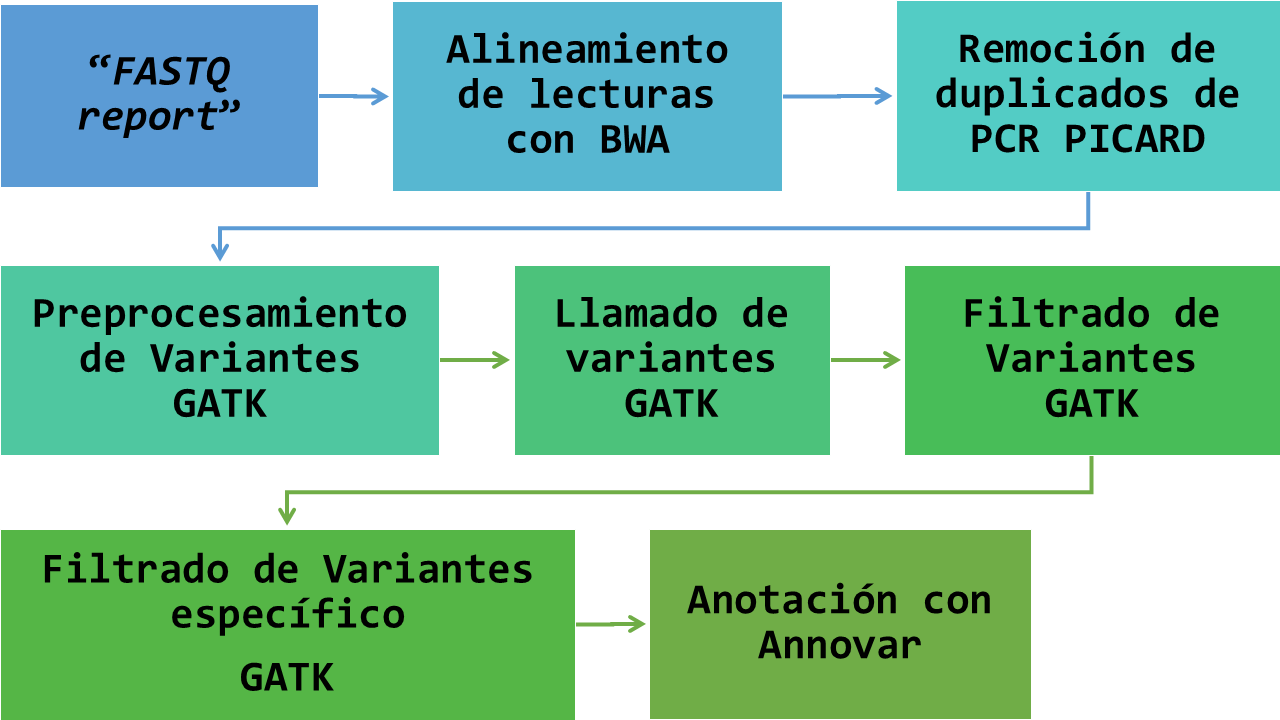 “FASTQ
report”
Alineamiento
de lecturas
con BWA
Remoción de
duplicados de
PCR PICARD
Preprocesamiento
de Variantes
GATK
Llamado de
variantes
GATK
Filtrado de
Variantes
GATK
Filtrado de Variantes
específico
GATK
Anotación con
Annovar